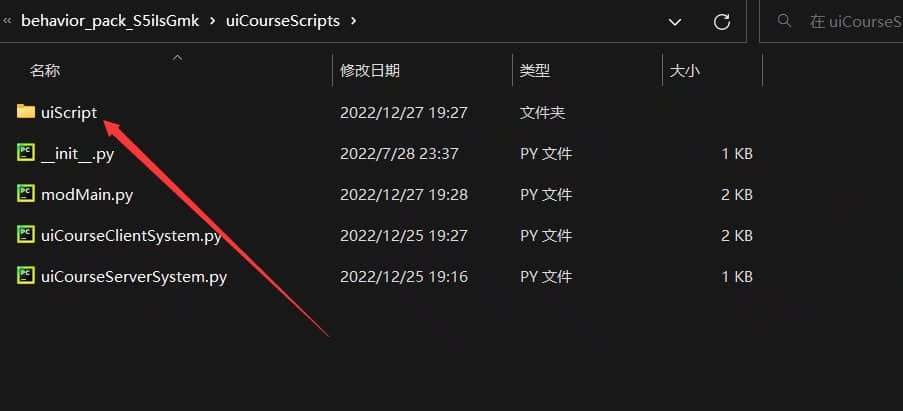 « behavior_pack_S5iIsGmk › uiCourseScripts › 在 uiCourseS
名称 修改日期 类型 大小
uiScript 2022/12/27 19:27 文件夹
__init__.py 2022/7/28 23:37 PY 文件 1 KB
modMain.py 2022/12/27 19:28 PY 文件 2 KB
uiCourseClientSystem.py 2022/12/25 19:27 PY 文件 2 KB
uiCourseServerSystem.py 2022/12/25 19:16 PY 文件 1 KB